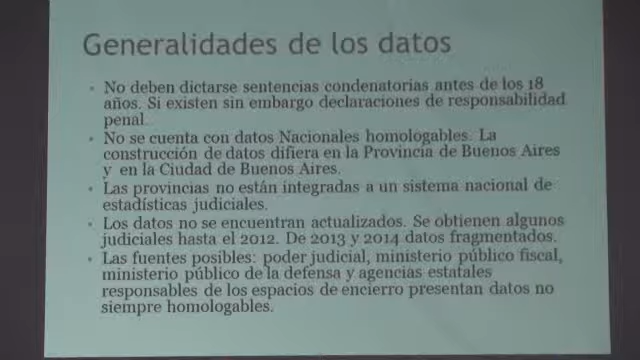 Generalidades de los datos
• No deben dictarse sentencias condenatorias antes de los 18
años. Si existen sin embargo declaraciones de responsabilidad
penal.
• No se cuenta con datos Nacionales homologables. La
construcción de datos difiera en la Provincia de Buenos Aires
y en la Ciudad de Buenos Aires.
• Las provincias no están integradas a un sistema nacional de
estadísticas judiciales.
• Los datos no se encuentran actualizados. Se obtienen algunos
judiciales hasta el 2012. De 2013 y 2014 datos fragmentados.
• Las fuentes posibles: poder judicial, ministerio público fiscal,
ministerio público de la defensa y agencias estatales
responsables de los espacios de encierro presentan datos no
siempre homologables.